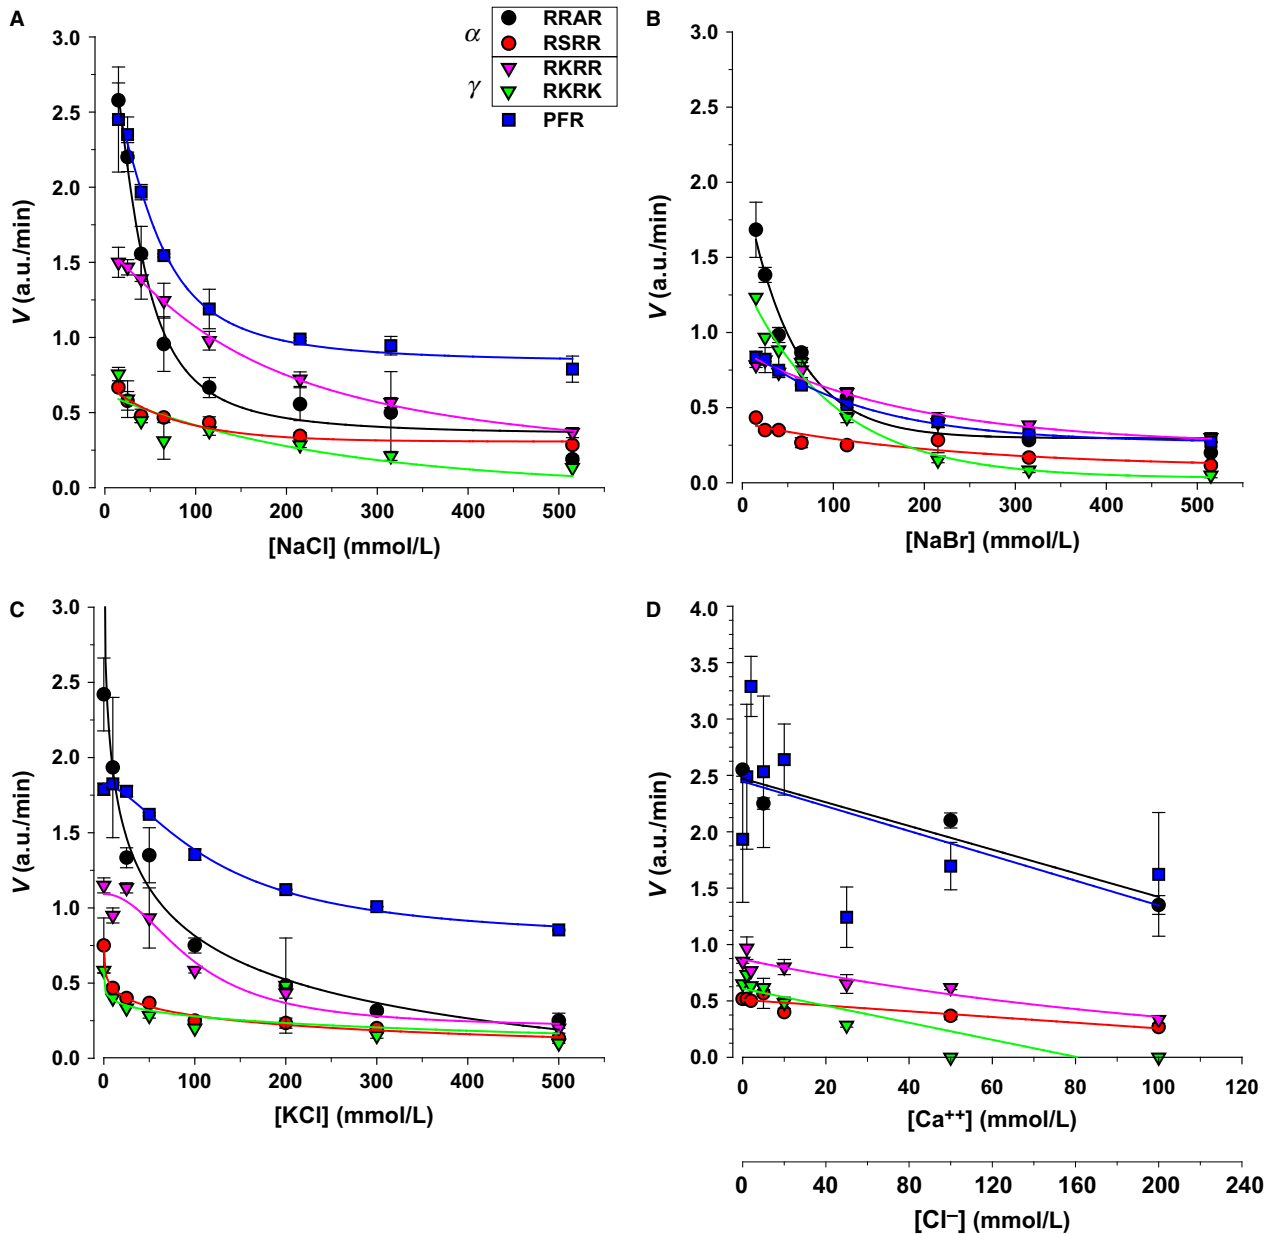 A
α
γ
RRAR
RSRR
RKRR
RKRK
PFR
3.0
2.5
2.0
1.5
1.0
0.5
0.0
V (a.u./min)
0 100 200 300 400 500
[NaCl] (mmol/L)
B
3.0
2.5
2.0
1.5
1.0
0.5
0.0
V (a.u./min)
0 100 200 300 400 500
[NaBr] (mmol/L)
C
3.0
2.5
2.0
1.5
1.0
0.5
0.0
V (a.u./min)
0 100 200 300 400 500
[KCl] (mmol/L)
D
4.0
3.5
3.0
2.5
2.0
1.5
1.0
0.5
0.0
V (a.u./min)
0 20 40 60 80 100 120
[Ca++] (mmol/L)
0 40 80 120 160 200 240
[Cl–] (mmol/L)